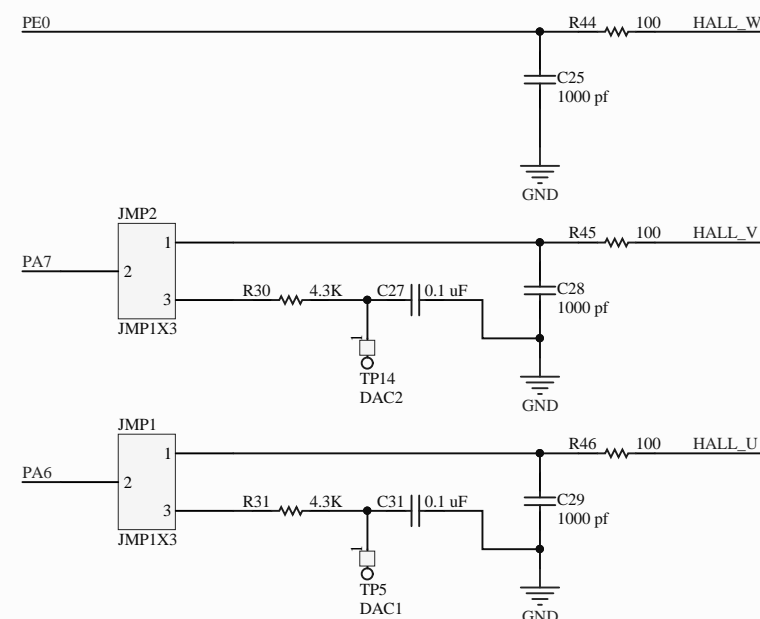 PE0
R44 100 HALL_W
C25
1000 pf
GND
JMP2
1
R45 100 HALL_V
PA7
2
3
R30 4.3K
C27 0.1 uF
C28
1000 pf
JMP1X3
1
TP14
DAC2
GND
JMP1
1
R46 100 HALL_U
PA6
2
3
R31 4.3K
C31 0.1 uF
C29
1000 pf
JMP1X3
1
TP5
DAC1
GND